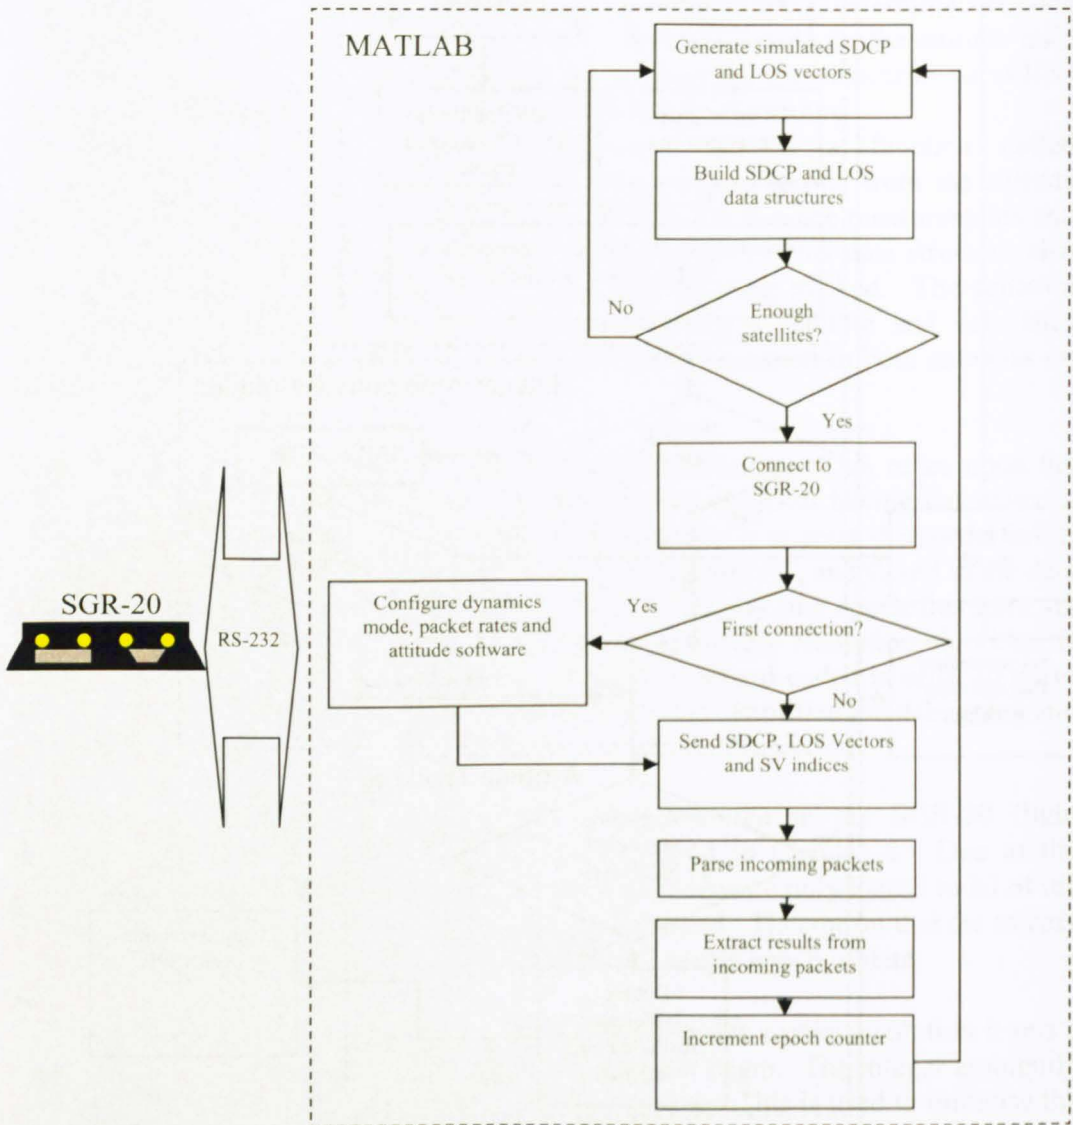 MATLAB
Generate simulated SDCP
and LOS vectors
Build SDCP and LOS
data structures
No
Enough
satellites?
Yes
Connect to
SGR-20
SGR-20
RS-232
Configure dynamics
mode, packet rates and
attitude software
Yes
First connection?
No
Send SDCP, LOS Vectors
and SV indices
Parse incoming packets
Extract results from
incoming packets
Increment epoch counter